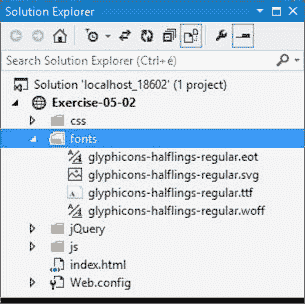 Solution Explorer
Search Solution Explorer (Ctrl+é)
Solution 'localhost_18602' (1 project)
Exercise-05-02
css
fonts
glyphicons-halflings-regular.eot
glyphicons-halflings-regular.svg
glyphicons-halflings-regular.ttf
glyphicons-halflings-regular.woff
jQuery
js
index.html
Web.config